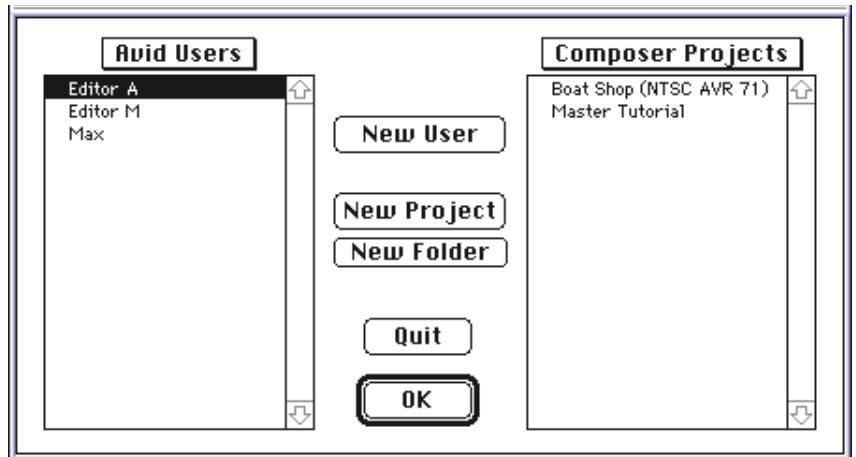 Avid Users
Editor A
Editor M
Max
New User
New Project
New Folder
Quit
OK
Composer Projects
Boat Shop (NTSC AVR 71)
Master Tutorial